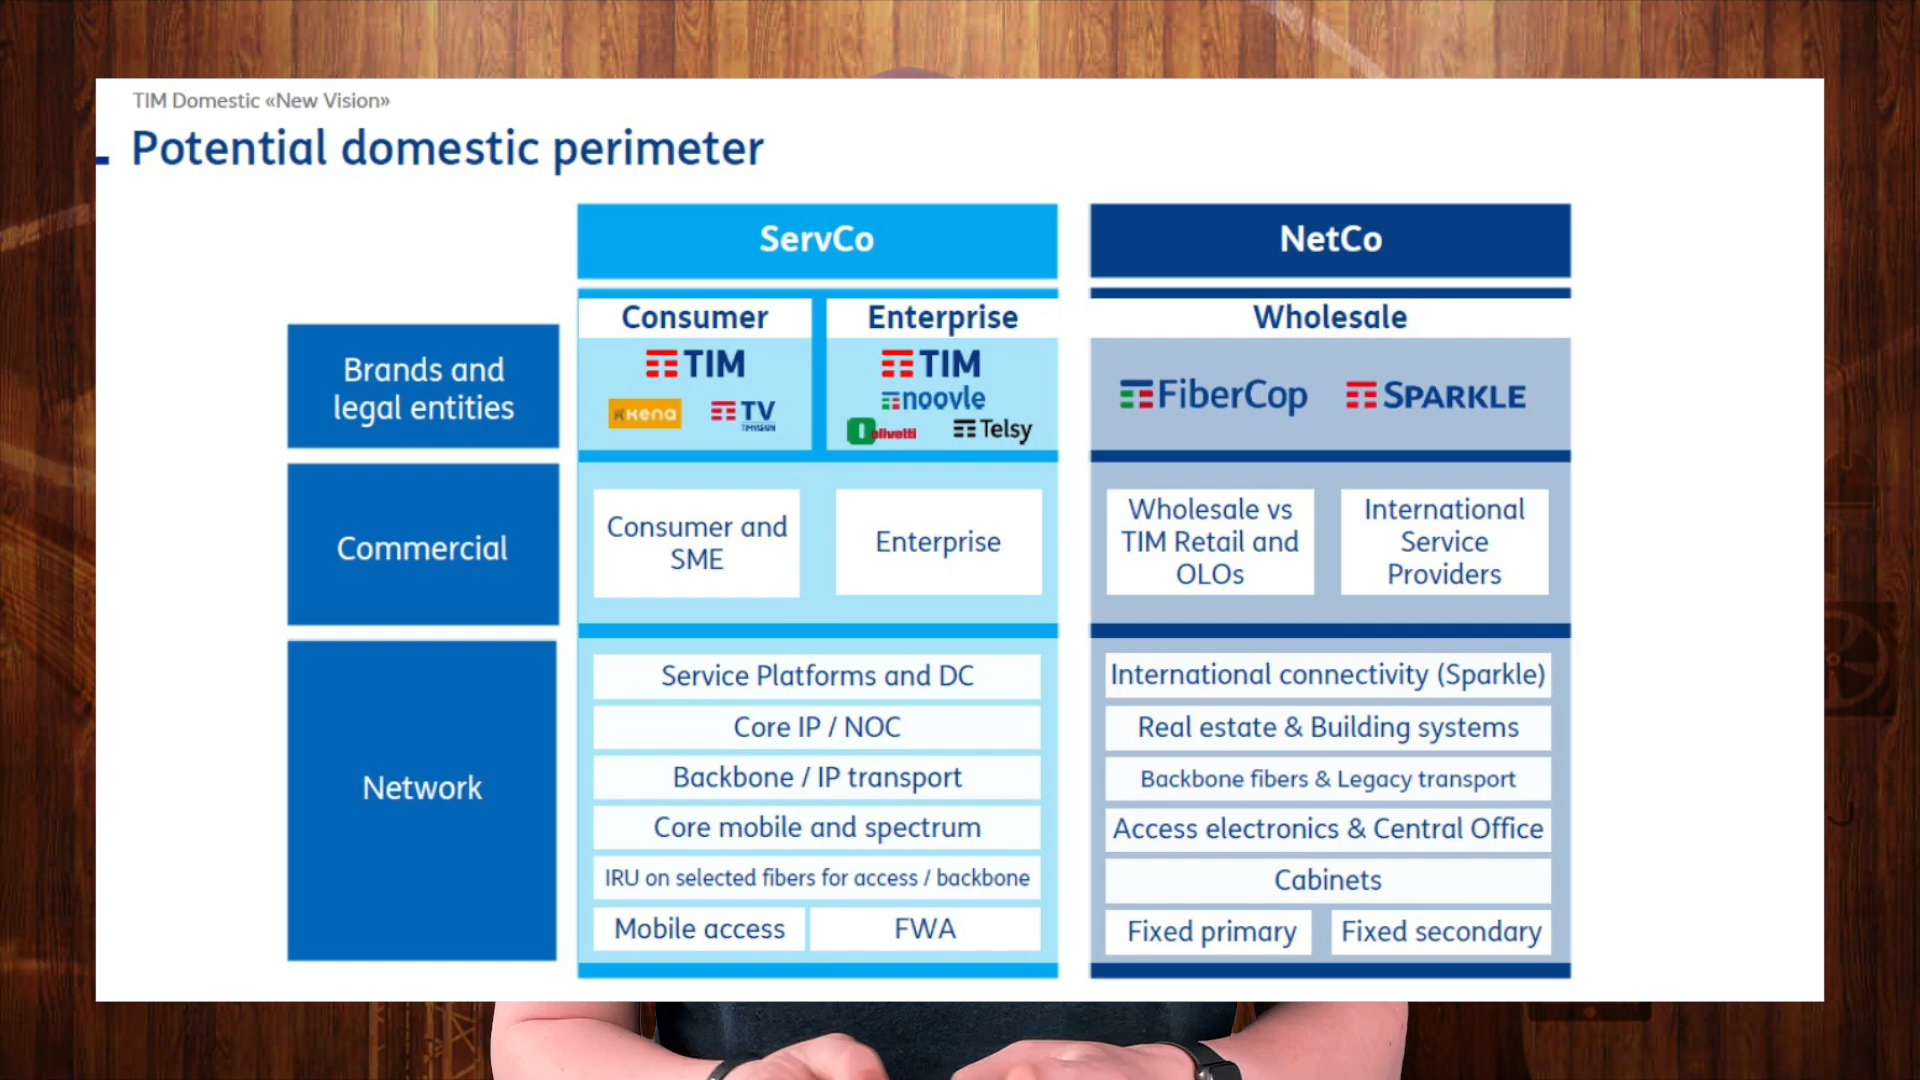 TIM Domestic «New Vision»
Potential domestic perimeter
ServCo
NetCo
Consumer
Enterprise
Wholesale
Brands and
legal entities
TIM
TIM
Kena
TV
TIMVISION
noovle
olivetti
Telsy
FiberCop
SPARKLE
Commercial
Consumer and
SME
Enterprise
Wholesale vs
TIM Retail and
OLOs
International
Service
Providers
Network
Service Platforms and DC
Core IP / NOC
Backbone / IP transport
Core mobile and spectrum
IRU on selected fibers for access / backbone
Mobile access
FWA
International connectivity (Sparkle)
Real estate & Building systems
Backbone fibers & Legacy transport
Access electronics & Central Office
Cabinets
Fixed primary
Fixed secondary